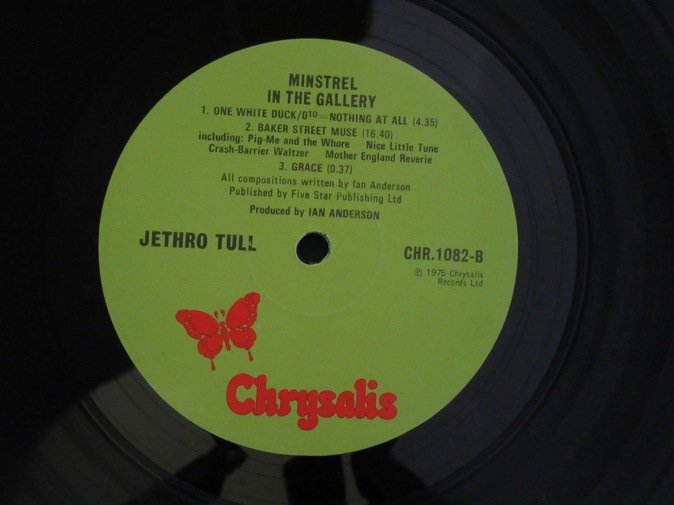 MINSTREL
IN THE GALLERY
1. ONE WHITE DUCK/0¹⁰=NOTHING AT ALL (4.35)
2. BAKER STREET MUSE (16.40)
including: Pig-Me and the Whore Nice Little Tune
Crash-Barrier Waltzer Mother England Reverie
3. GRACE (0.37)
All compositions written by Ian Anderson
Published by Five Star Publishing Ltd
Produced by IAN ANDERSON
JETHRO TULL
CHR.1082-B
℗ 1975 Chrysalis
Records Ltd
Chrysalis